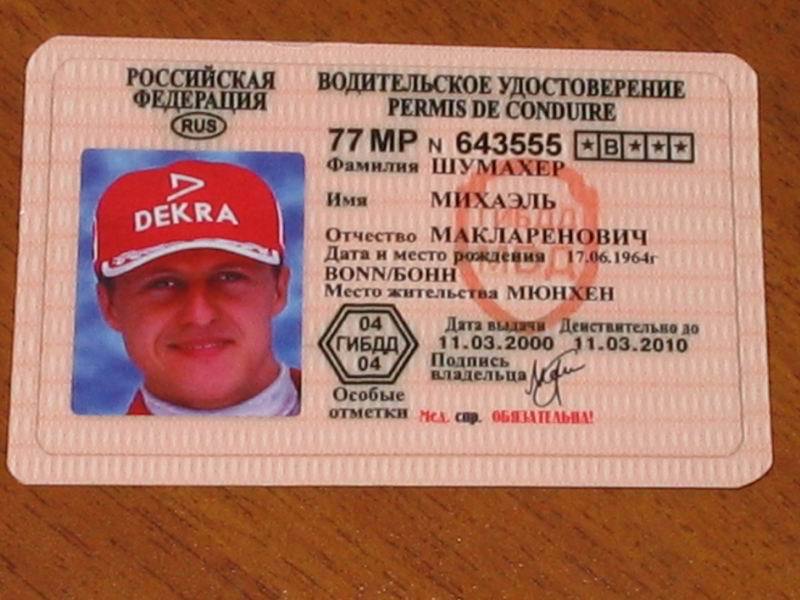 РОССИЙСКАЯ
ФЕДЕРАЦИЯ
RUS
ВОДИТЕЛЬСКОЕ УДОСТОВЕРЕНИЕ
PERMIS DE CONDUIRE
77 МР N 643555 ★ B ★ ★ ★
Фамилия ШУМАХЕР
Имя МИХАЭЛЬ
Отчество МАКЛАРЕНОВИЧ
Дата и место рождения 17.06.1964г
BONN/БОНН
Место жительства МЮНХЕН
DEKRA
04
ГИБДД
04
Дата выдачи Действительно до
11.03.2000 11.03.2010
Подпись
владельца
Особые
отметки Мед. спр. ОБЯЗАТЕЛЬНА!
ГИБДД
МВД